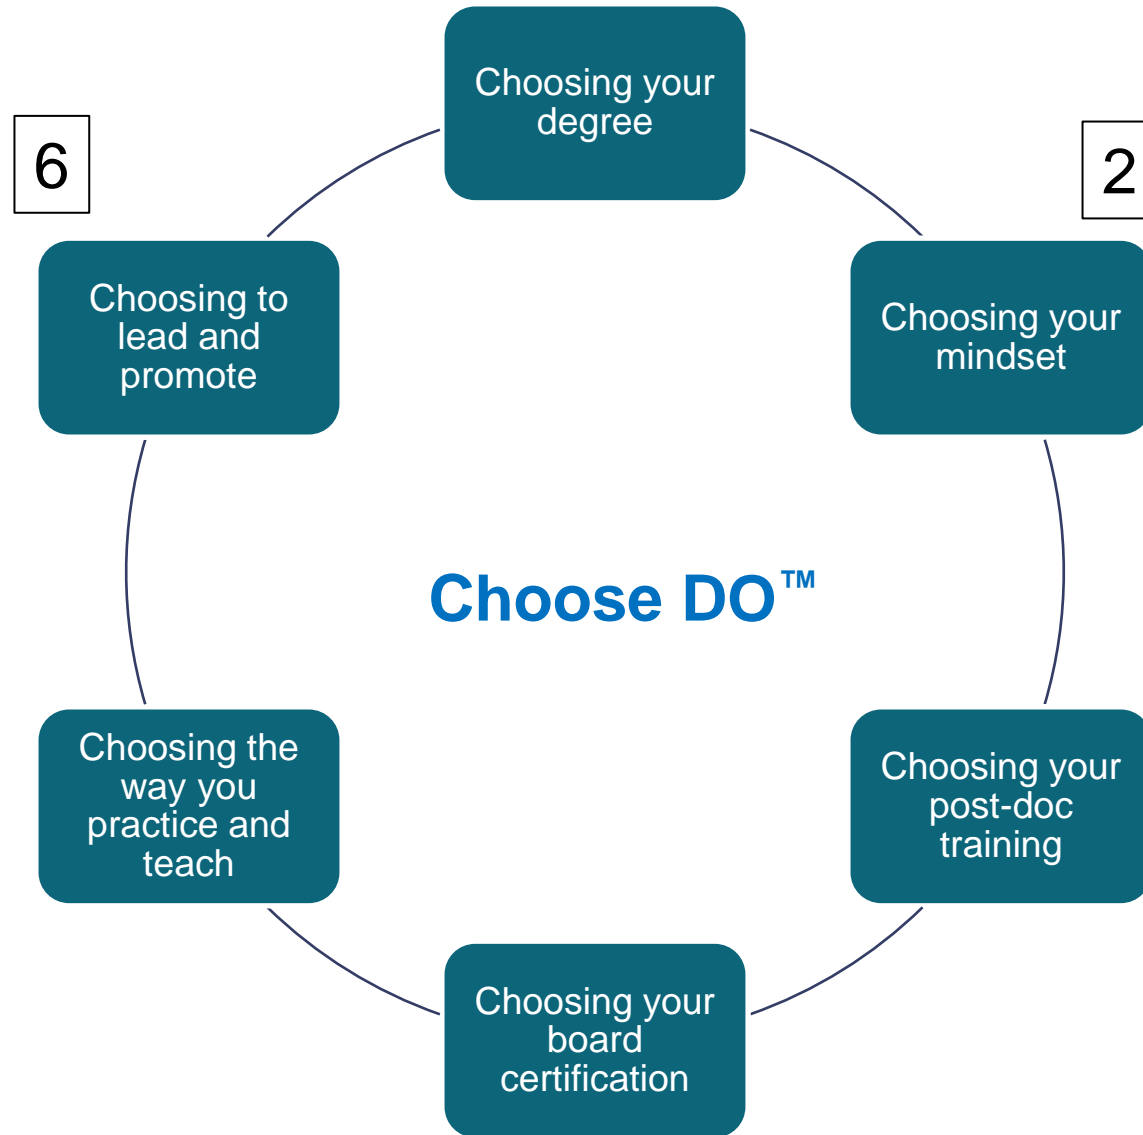 Choosing your
degree
6
2
Choosing to
lead and
promote
Choosing your
mindset
Choose DO™
Choosing the
way you
practice and
teach
Choosing your
post-doc
training
Choosing your
board
certification